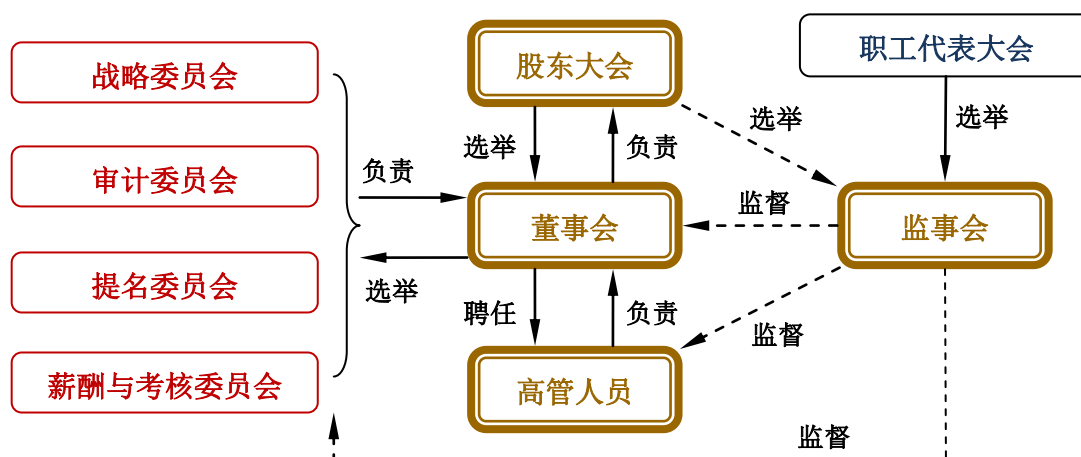 战略委员会
股东大会
职工代表大会
选举
负责
选举
选举
审计委员会
负责
董事会
监督
监事会
提名委员会
选举
聘任
负责
监督
薪酬与考核委员会
高管人员
监督